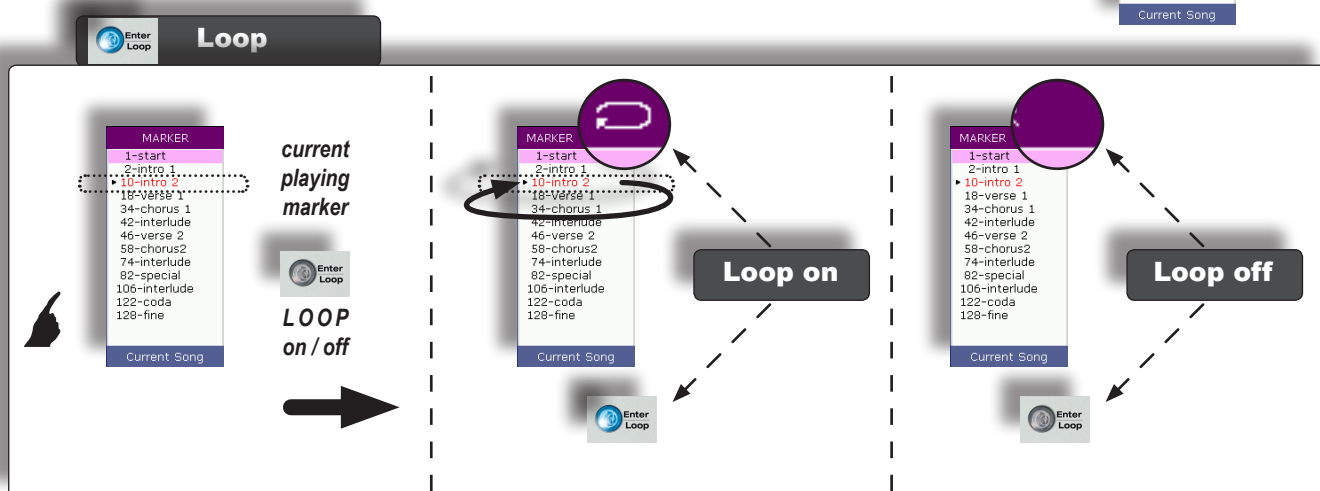 Current Song
Enter
Loop
Loop
MARKER
1-start
2-intro 1
10-intro 2
18-verse 1
34-chorus 1
42-interlude
46-verse 2
58-chorus2
74-interlude
82-special
106-interlude
122-coda
128-fine
Current Song
current
playing
marker
Enter
Loop
LOOP
on / off
MARKER
1-start
2-intro 1
10-intro 2
18-verse 1
34-chorus 1
42-interlude
46-verse 2
58-chorus2
74-interlude
82-special
106-interlude
122-coda
128-fine
Current Song
Loop on
Enter
Loop
MARKER
1-start
2-intro 1
10-intro 2
18-verse 1
34-chorus 1
42-interlude
46-verse 2
58-chorus2
74-interlude
82-special
106-interlude
122-coda
128-fine
Current Song
Loop off
Enter
Loop